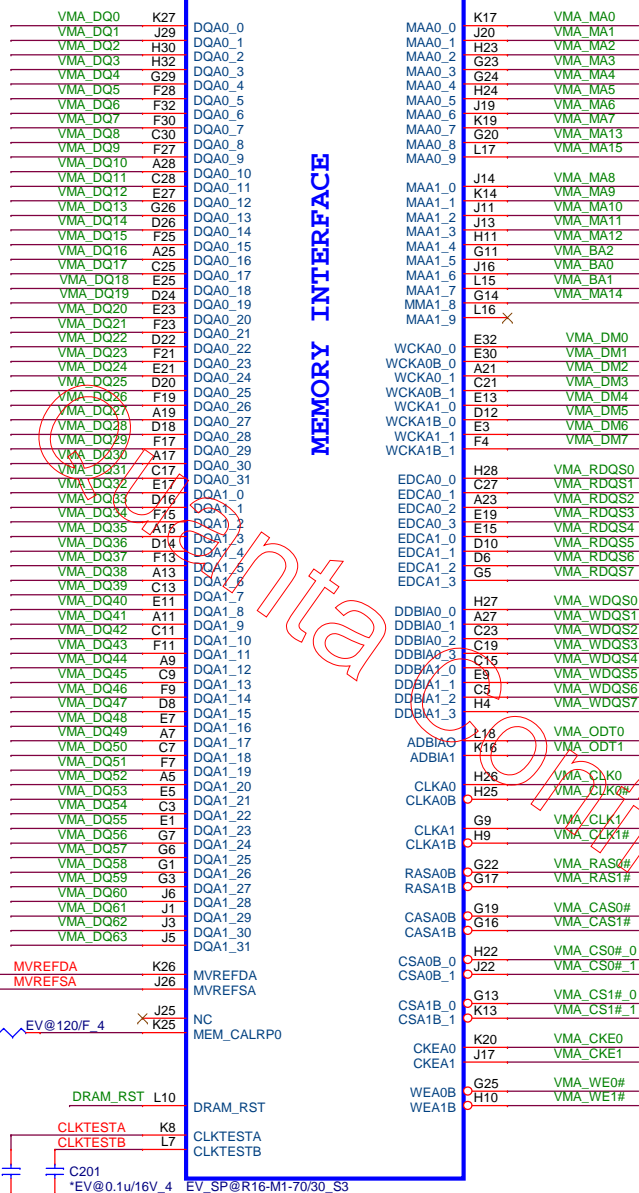 VMA_DQ0 K27 DQA0_0
VMA_DQ1 J29 DQA0_1
VMA_DQ2 H30 DQA0_2
VMA_DQ3 H32 DQA0_3
VMA_DQ4 G29 DQA0_4
VMA_DQ5 F28 DQA0_5
VMA_DQ6 F32 DQA0_6
VMA_DQ7 F30 DQA0_7
VMA_DQ8 C30 DQA0_8
VMA_DQ9 F27 DQA0_9
VMA_DQ10 A28 DQA0_10
VMA_DQ11 C28 DQA0_11
VMA_DQ12 E27 DQA0_12
VMA_DQ13 G26 DQA0_13
VMA_DQ14 D26 DQA0_14
VMA_DQ15 F25 DQA0_15
VMA_DQ16 A25 DQA0_16
VMA_DQ17 C25 DQA0_17
VMA_DQ18 E25 DQA0_18
VMA_DQ19 D24 DQA0_19
VMA_DQ20 E23 DQA0_20
VMA_DQ21 F23 DQA0_21
VMA_DQ22 D22 DQA0_22
VMA_DQ23 F21 DQA0_23
VMA_DQ24 E21 DQA0_24
VMA_DQ25 D20 DQA0_25
VMA_DQ26 F19 DQA0_26
VMA_DQ27 A19 DQA0_27
VMA_DQ28 D18 DQA0_28
VMA_DQ29 F17 DQA0_29
VMA_DQ30 A17 DQA0_30
VMA_DQ31 C17 DQA0_31
VMA_DQ32 E17 DQA1_0
VMA_DQ33 D16 DQA1_1
VMA_DQ34 F15 DQA1_2
VMA_DQ35 A15 DQA1_3
VMA_DQ36 D14 DQA1_4
VMA_DQ37 F13 DQA1_5
VMA_DQ38 A13 DQA1_6
VMA_DQ39 C13 DQA1_7
VMA_DQ40 E11 DQA1_8
VMA_DQ41 A11 DQA1_9
VMA_DQ42 C11 DQA1_10
VMA_DQ43 F11 DQA1_11
VMA_DQ44 A9 DQA1_12
VMA_DQ45 C9 DQA1_13
VMA_DQ46 F9 DQA1_14
VMA_DQ47 D8 DQA1_15
VMA_DQ48 E7 DQA1_16
VMA_DQ49 A7 DQA1_17
VMA_DQ50 C7 DQA1_18
VMA_DQ51 F7 DQA1_19
VMA_DQ52 A5 DQA1_20
VMA_DQ53 E5 DQA1_21
VMA_DQ54 C3 DQA1_22
VMA_DQ55 E1 DQA1_23
VMA_DQ56 G7 DQA1_24
VMA_DQ57 G6 DQA1_25
VMA_DQ58 G1 DQA1_26
VMA_DQ59 G3 DQA1_27
VMA_DQ60 J6 DQA1_28
VMA_DQ61 J1 DQA1_29
VMA_DQ62 J3 DQA1_30
VMA_DQ63 J5 DQA1_31
MVREFDA K26 MVREFDA
MVREFSA J26 MVREFSA
J25 NC
EV@120/F_4 K25 MEM_CALRP0
DRAM_RST L10 DRAM_RST
CLKTESTA K8 CLKTESTA
CLKTESTB L7 CLKTESTB
C201
*EV@0.1u/16V_4
EV_SP@R16-M1-70/30_S3
MEMORY INTERFACE
MAA0_0 K17 VMA_MA0
MAA0_1 J20 VMA_MA1
MAA0_2 H23 VMA_MA2
MAA0_3 G23 VMA_MA3
MAA0_4 G24 VMA_MA4
MAA0_5 H24 VMA_MA5
MAA0_6 J19 VMA_MA6
MAA0_7 K19 VMA_MA7
MAA0_8 G20 VMA_MA13
MAA0_9 L17 VMA_MA15
MAA1_0 J14 VMA_MA8
MAA1_1 K14 VMA_MA9
MAA1_2 J11 VMA_MA10
MAA1_3 J13 VMA_MA11
MAA1_4 H11 VMA_MA12
MAA1_5 G11 VMA_BA2
MAA1_6 J16 VMA_BA0
MAA1_7 L15 VMA_BA1
MMA1_8 G14 VMA_MA14
MAA1_9 L16
WCKA0_0 E32 VMA_DM0
WCKA0B_0 E30 VMA_DM1
WCKA0_1 A21 VMA_DM2
WCKA0B_1 C21 VMA_DM3
WCKA1_0 E13 VMA_DM4
WCKA1B_0 D12 VMA_DM5
WCKA1_1 E3 VMA_DM6
WCKA1B_1 F4 VMA_DM7
EDCA0_0 H28 VMA_RDQS0
EDCA0_1 C27 VMA_RDQS1
EDCA0_2 A23 VMA_RDQS2
EDCA0_3 E19 VMA_RDQS3
EDCA1_0 E15 VMA_RDQS4
EDCA1_1 D10 VMA_RDQS5
EDCA1_2 D6 VMA_RDQS6
EDCA1_3 G5 VMA_RDQS7
DDBIA0_0 H27 VMA_WDQS0
DDBIA0_1 A27 VMA_WDQS1
DDBIA0_2 C23 VMA_WDQS2
DDBIA0_3 C19 VMA_WDQS3
DDBIA1_0 C15 VMA_WDQS4
DDBIA1_1 E9 VMA_WDQS5
DDBIA1_2 C5 VMA_WDQS6
DDBIA1_3 H4 VMA_WDQS7
ADBIA0 L18 VMA_ODT0
ADBIA1 K16 VMA_ODT1
CLKA0 H26 VMA_CLK0
CLKA0B H25 VMA_CLK0#
CLKA1 G9 VMA_CLK1
CLKA1B H9 VMA_CLK1#
RASA0B G22 VMA_RAS0#
RASA1B G17 VMA_RAS1#
CASA0B G19 VMA_CAS0#
CASA1B G16 VMA_CAS1#
CSA0B_0 H22 VMA_CS0#_0
CSA0B_1 J22 VMA_CS0#_1
CSA1B_0 G13 VMA_CS1#_0
CSA1B_1 K13 VMA_CS1#_1
CKEA0 K20 VMA_CKE0
CKEA1 J17 VMA_CKE1
WEA0B G25 VMA_WE0#
WEA1B H10 VMA_WE1#
Quanta Com